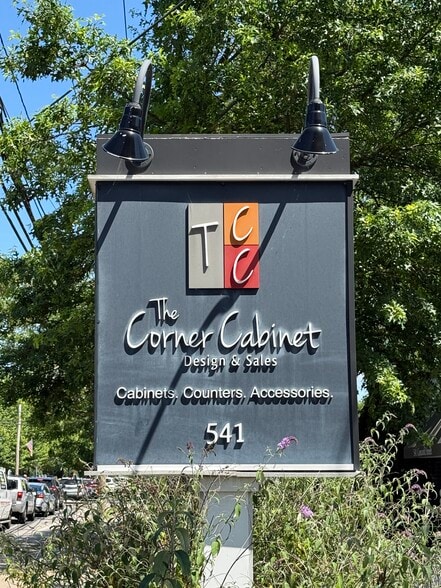 T C
C
The
Corner Cabinet
Design & Sales
Cabinets. Counters. Accessories.
541